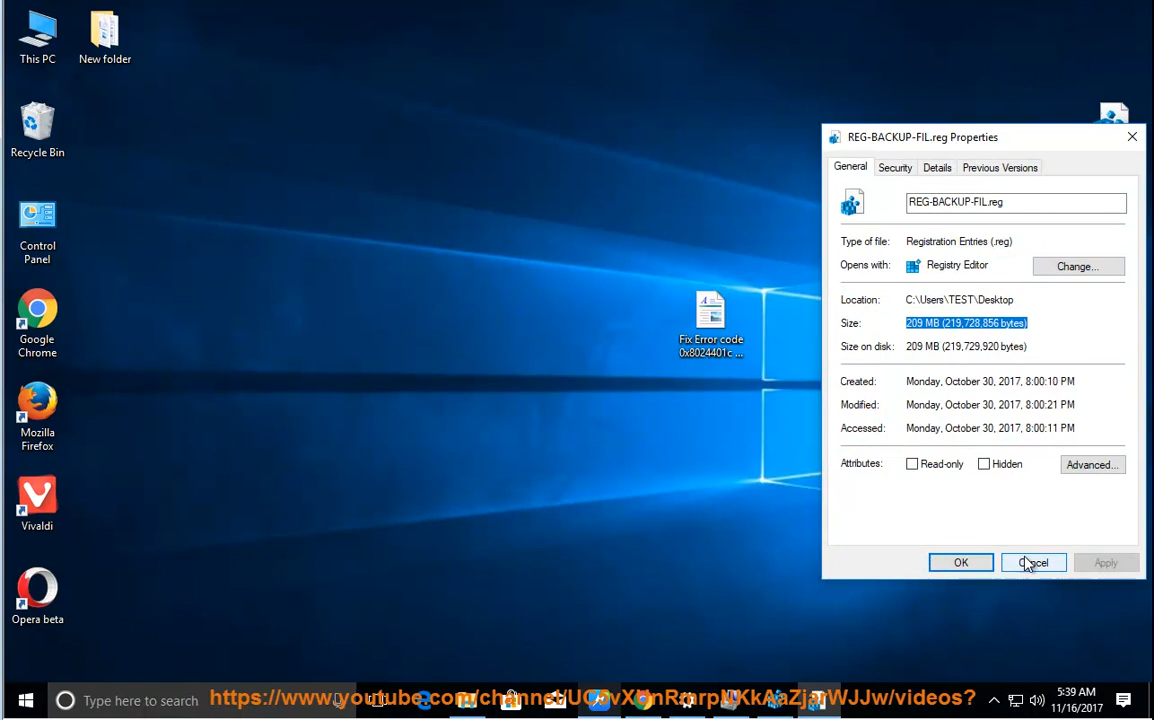 This PC
New folder
Recycle Bin
Control
Panel
Google
Chrome
Mozilla
Firefox
Vivaldi
Opera beta
Fix Error code
0x8024401c ...
REG-BACKUP-FIL.reg Properties
General Security Details Previous Versions
REG-BACKUP-FIL.reg
Type of file: Registration Entries (.reg)
Opens with: Registry Editor Change...
Location: C:\Users\TEST\Desktop
Size: 209 MB (219,728,856 bytes)
Size on disk: 209 MB (219,729,920 bytes)
Created: Monday, October 30, 2017, 8:00:10 PM
Modified: Monday, October 30, 2017, 8:00:21 PM
Accessed: Monday, October 30, 2017, 8:00:11 PM
Attributes: Read-only Hidden Advanced...
OK Cancel Apply
Type here to search
5:39 AM
11/16/2017